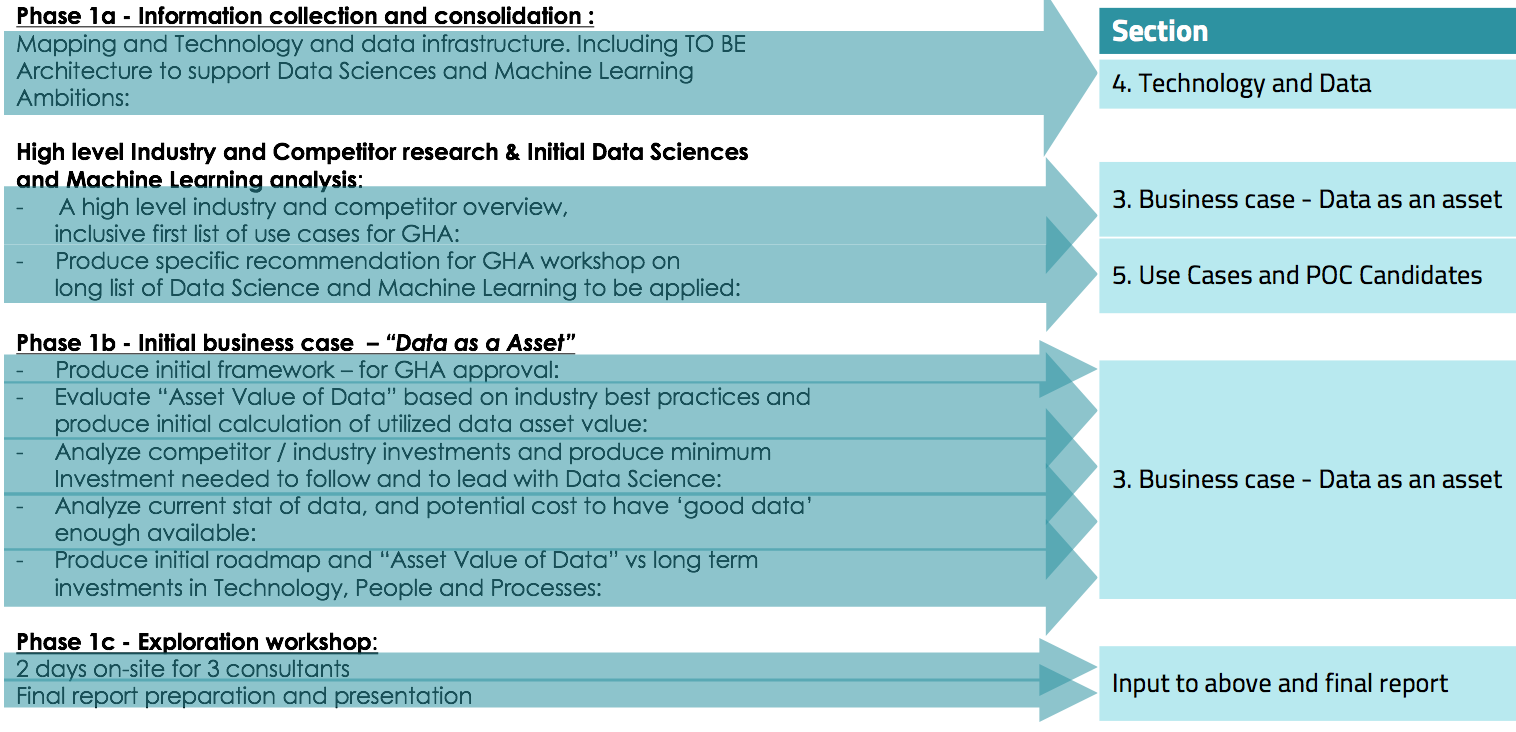 Phase 1a - Information collection and consolidation :
Mapping and Technology and data infrastructure. Including TO BE
Architecture to support Data Sciences and Machine Learning
Ambitions:
Section
4. Technology and Data
High level Industry and Competitor research & Initial Data Sciences
and Machine Learning analysis:
- A high level industry and competitor overview,
inclusive first list of use cases for GHA:
- Produce specific recommendation for GHA workshop on
long list of Data Science and Machine Learning to be applied:
3. Business case - Data as an asset
5. Use Cases and POC Candidates
Phase 1b - Initial business case – “Data as a Asset”
- Produce initial framework – for GHA approval:
- Evaluate “Asset Value of Data” based on industry best practices and
produce initial calculation of utilized data asset value:
- Analyze competitor / industry investments and produce minimum
Investment needed to follow and to lead with Data Science:
- Analyze current stat of data, and potential cost to have ‘good data’
enough available:
- Produce initial roadmap and “Asset Value of Data” vs long term
investments in Technology, People and Processes:
3. Business case - Data as an asset
Phase 1c - Exploration workshop:
2 days on-site for 3 consultants
Final report preparation and presentation
Input to above and final report